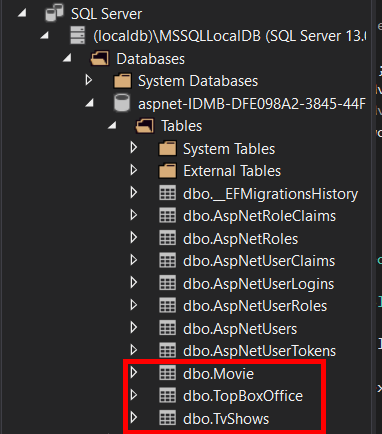 SQL Server
(localdb)\MSSQLLocalDB (SQL Server 13.0
Databases
System Databases
aspnet-IDMB-DFE098A2-3845-44F
Tables
System Tables
External Tables
dbo.__EFMigrationsHistory
dbo.AspNetRoleClaims
dbo.AspNetRoles
dbo.AspNetUserClaims
dbo.AspNetUserLogins
dbo.AspNetUserRoles
dbo.AspNetUsers
dbo.AspNetUserTokens
dbo.Movie
dbo.TopBoxOffice
dbo.TvShows